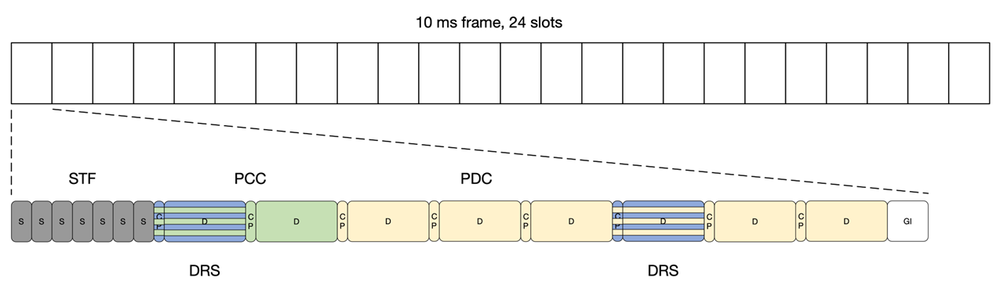 10 ms frame, 24 slots
STF PCC PDC
S S S S S S S CP D CP D CP D CP D CP D CP D CP D CP D GI
DRS DRS